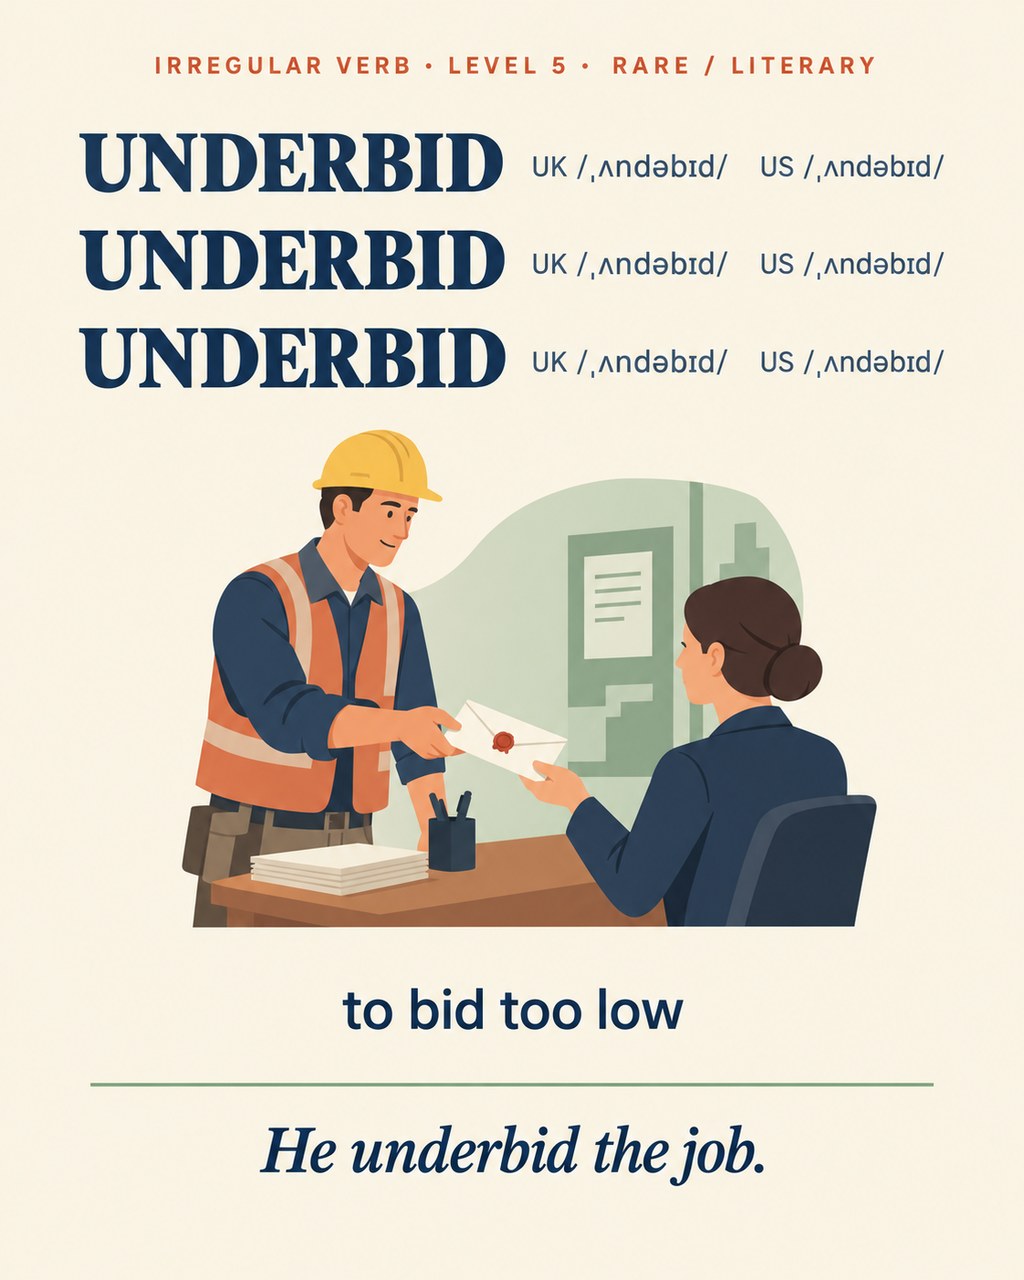 IRREGULAR VERB • LEVEL 5 • RARE / LITERARY
UNDERBID UK /ˌʌndəbɪd/ US /ˌʌndəbɪd/
UNDERBID UK /ˌʌndəbɪd/ US /ˌʌndəbɪd/
UNDERBID UK /ˌʌndəbɪd/ US /ˌʌndəbɪd/
to bid too low
He underbid the job.